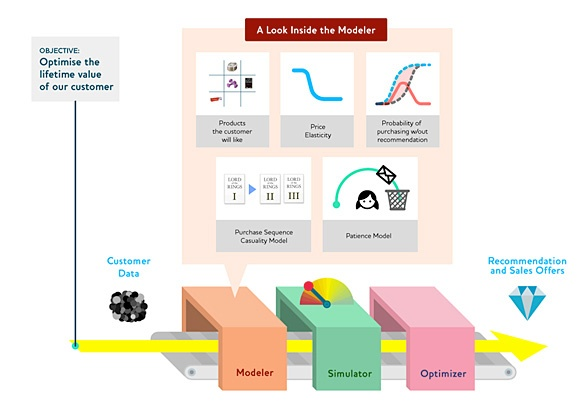 A Look Inside the Modeler
OBJECTIVE:
Optimise the
lifetime value
of our customer
Products
the customer
will like
Price
Elasticity
Probability of
purchasing w/out
recommendation
LORD
RINGS
I
LORD
RINGS
II
LORD
RINGS
III
Purchase Sequence
Casuality Model
Patience Model
Customer
Data
Recommendation
and Sales Offers
Modeler
Simulator
Optimizer